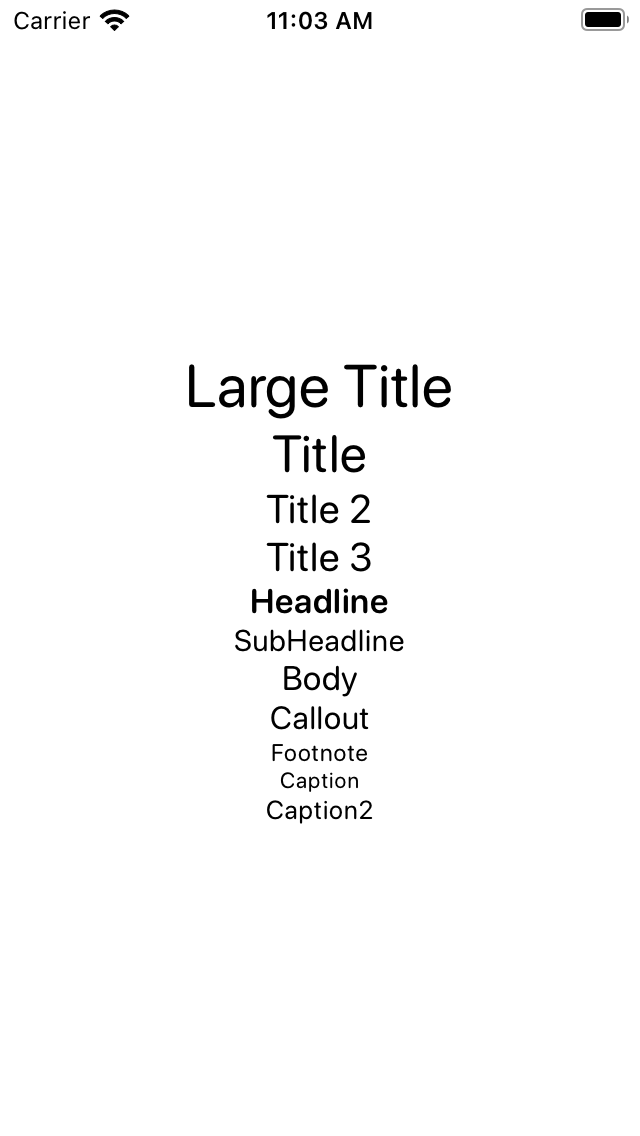 Carrier 11:03 AM
Large Title
Title
Title 2
Title 3
Headline
SubHeadline
Body
Callout
Footnote
Caption
Caption2